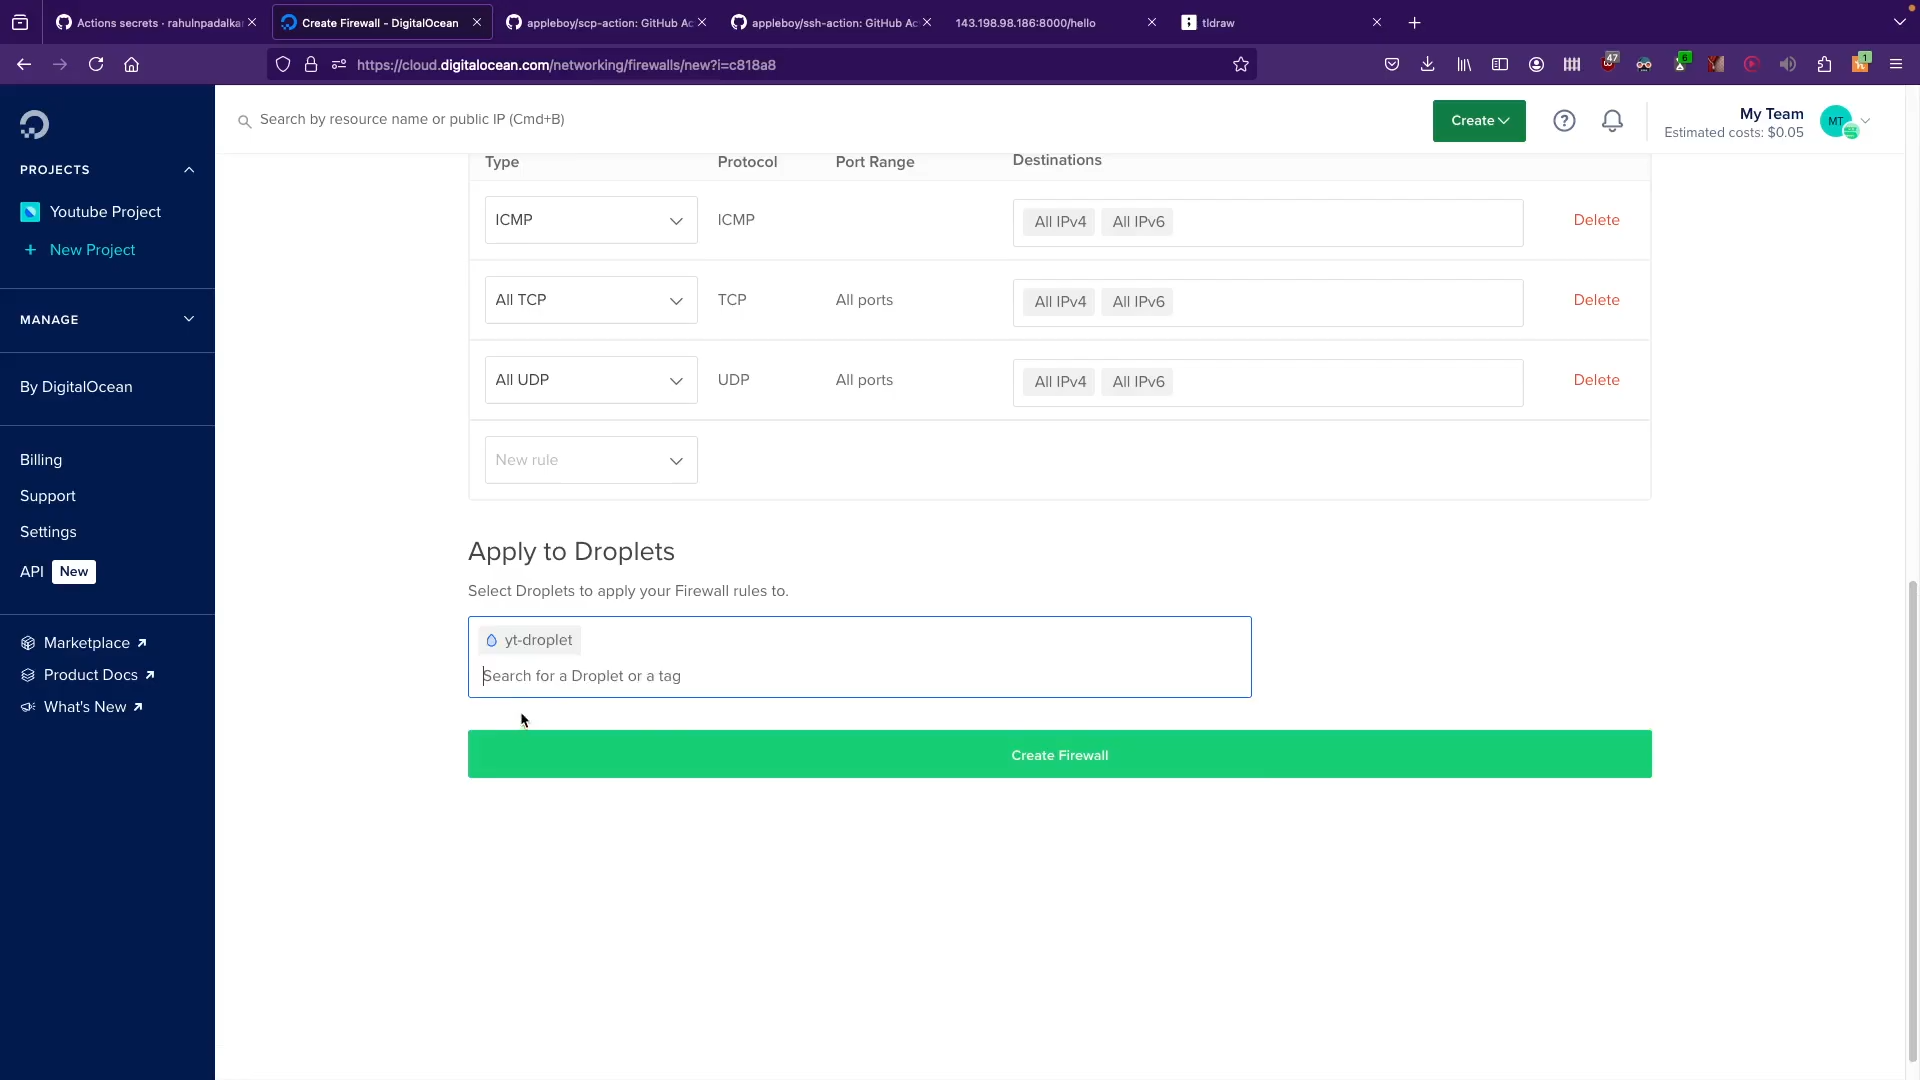 Actions secrets · rahulnpadalka
Create Firewall - DigitalOcean
appleboy/scp-action: GitHub Ac
appleboy/ssh-action: GitHub Ac
143.198.98.186:8000/hello
tldraw
https://cloud.digitalocean.com/networking/firewalls/new?i=c818a8
47
6
1
Search by resource name or public IP (Cmd+B)
Create
My Team
Estimated costs: $0.05
MT
PROJECTS
Youtube Project
+ New Project
MANAGE
By DigitalOcean
Billing
Support
Settings
API New
Marketplace
Product Docs
What's New
Type Protocol Port Range Destinations
ICMP ICMP All IPv4 All IPv6 Delete
All TCP TCP All ports All IPv4 All IPv6 Delete
All UDP UDP All ports All IPv4 All IPv6 Delete
New rule
Apply to Droplets
Select Droplets to apply your Firewall rules to.
yt-droplet
Search for a Droplet or a tag
Create Firewall